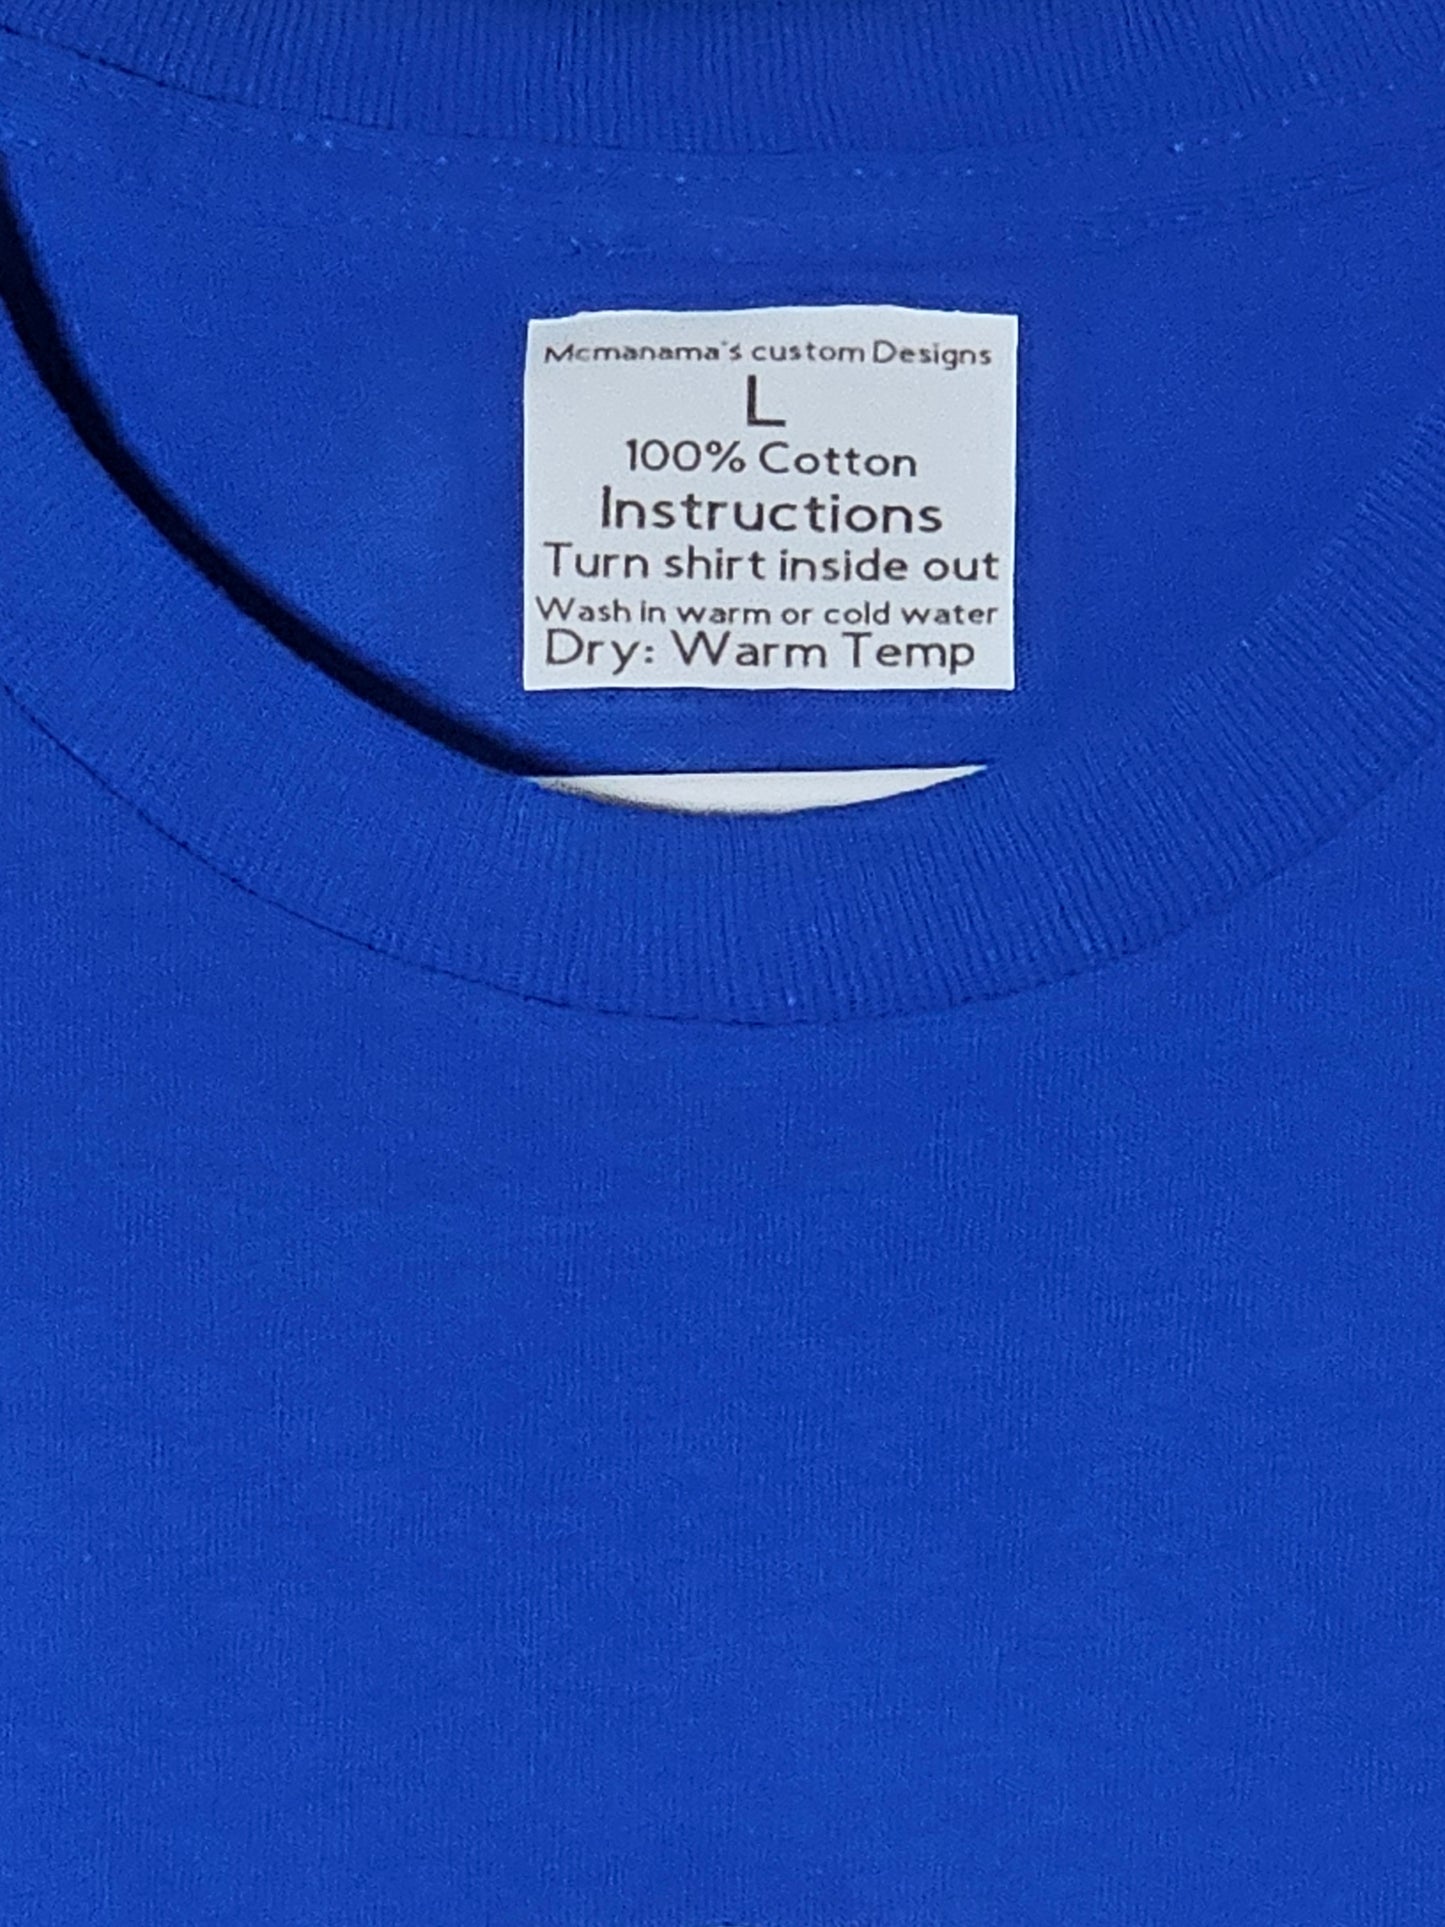 Mcmanama's custom Designs
L
100% Cotton
Instructions
Turn shirt inside out
Wash in warm or cold water
Dry: Warm Temp